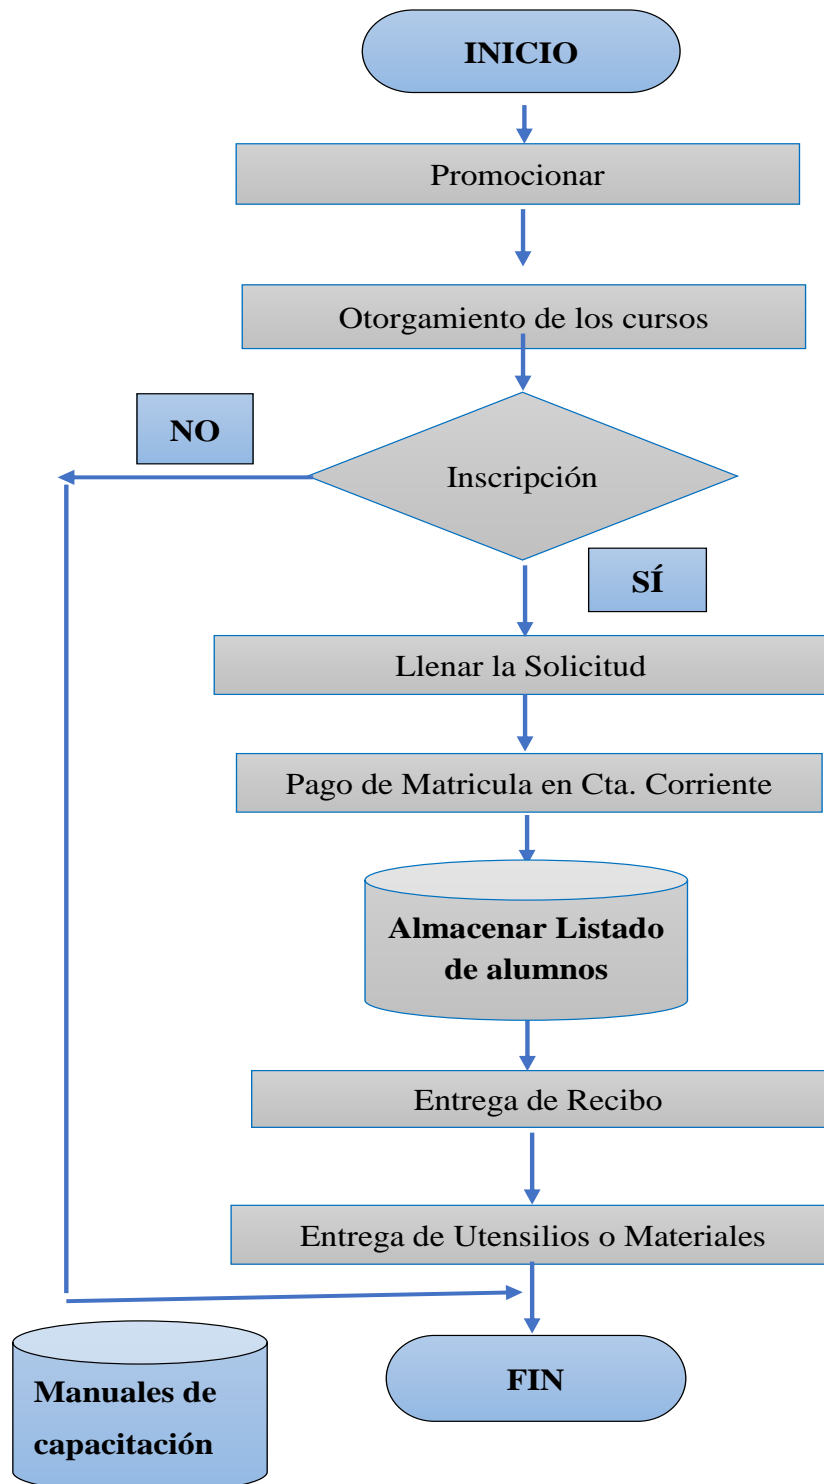 INICIO
Promocionar
Otorgamiento de los cursos
NO
Inscripción
SÍ
Llenar la Solicitud
Pago de Matricula en Cta. Corriente
Almacenar Listado
de alumnos
Entrega de Recibo
Entrega de Utensilios o Materiales
FIN
Manuales de
capacitación